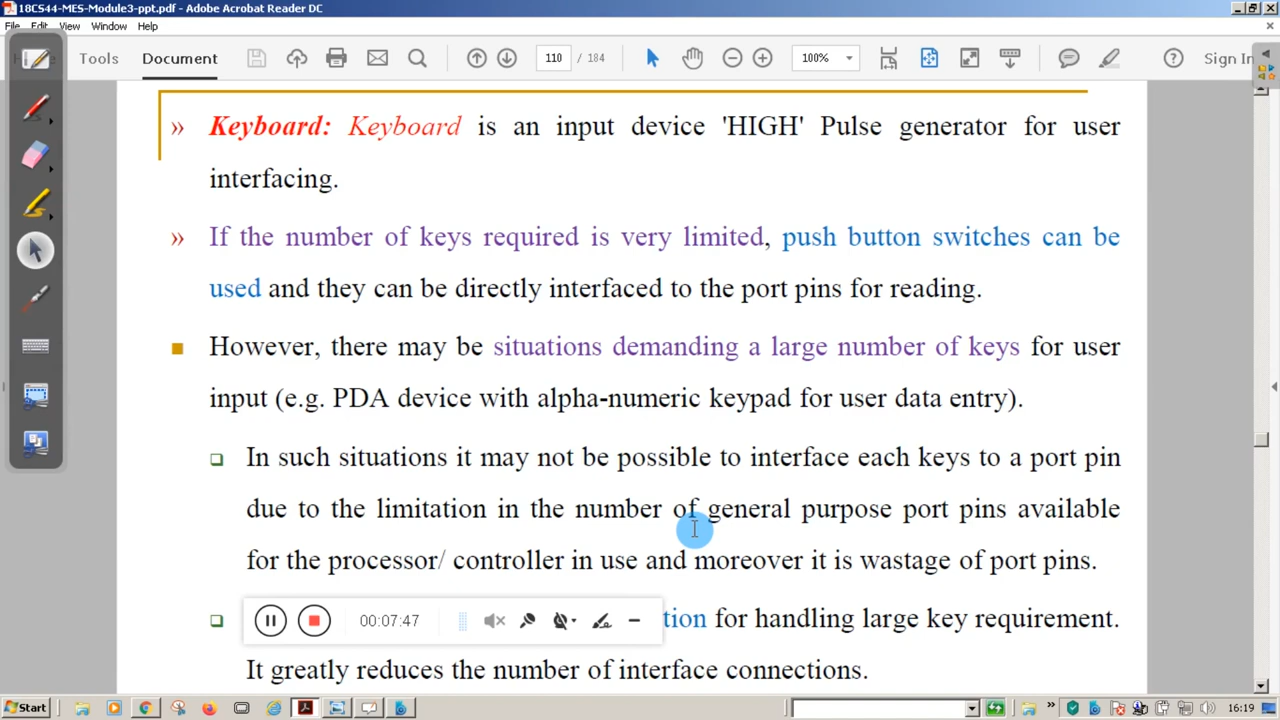 18CS44-MES-Module3-ppt.pdf - Adobe Acrobat Reader DC
File Edit View Window Help
Tools Document 110 / 184 100% Sign In
» Keyboard: Keyboard is an input device 'HIGH' Pulse generator for user
interfacing.
» If the number of keys required is very limited, push button switches can be
used and they can be directly interfaced to the port pins for reading.
However, there may be situations demanding a large number of keys for user
input (e.g. PDA device with alpha-numeric keypad for user data entry).
In such situations it may not be possible to interface each keys to a port pin
due to the limitation in the number of general purpose port pins available
for the processor/ controller in use and moreover it is wastage of port pins.
00:07:47 tion for handling large key requirement.
It greatly reduces the number of interface connections.
Start » 16:19